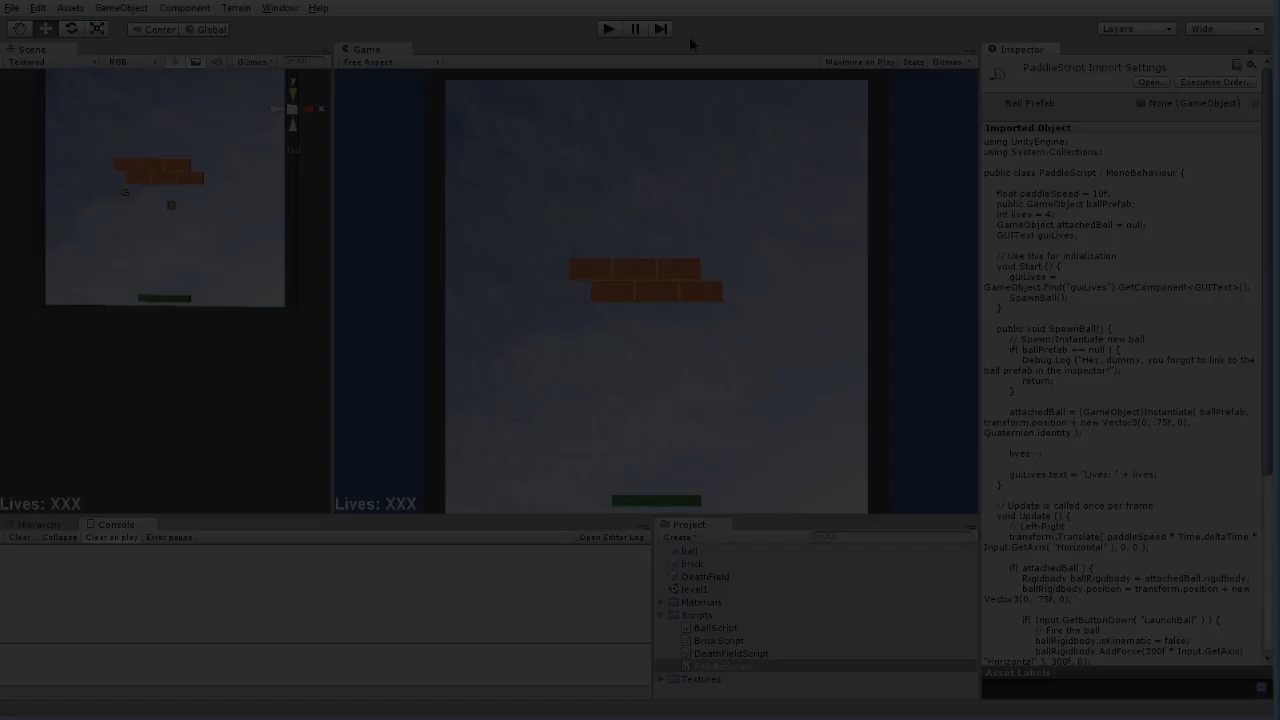 File Edit Assets GameObject Component Terrain Window Help
Center Global Layers Wide
Scene
Textured RGB Gizmos All
Game
Free Aspect Maximize on Play Stats Gizmos
y
x
Iso
Lives: XXX
Lives: XXX
Hierarchy Console
Clear Collapse Clear on play Error pause Open Editor Log
Project
Create All
ball
brick
DeathField
level1
Materials
Scripts
BallScript
BrickScript
DeathFieldScript
PaddleScript
Textures
Inspector
PaddleScript Import Settings
Open... Execution Order...
Ball Prefab None (GameObject)
Imported Object
using UnityEngine;
using System.Collections;
public class PaddleScript : MonoBehaviour {
float paddleSpeed = 10f;
public GameObject ballPrefab;
int lives = 4;
GameObject attachedBall = null;
GUIText guiLives;
// Use this for initialization
void Start () {
guiLives =
GameObject.Find("guiLives").GetComponent<GUIText>();
SpawnBall();
}
public void SpawnBall() {
// Spawn/Instantiate new ball
if( ballPrefab == null ) {
Debug.Log ("Hey, dummy, you forgot to link to the
ball prefab in the inspector!");
return;
}
attachedBall = (GameObject)Instantiate( ballPrefab,
transform.position + new Vector3(0, .75f, 0),
Quaternion.identity );
lives--;
guiLives.text = "Lives: " + lives;
}
// Update is called once per frame
void Update () {
// Left-Right
transform.Translate( paddleSpeed * Time.deltaTime *
Input.GetAxis( "Horizontal" ), 0, 0 );
if( attachedBall ) {
Rigidbody ballRigidbody = attachedBall.rigidbody;
ballRigidbody.position = transform.position + new
Vector3(0, .75f, 0);
if( Input.GetButtonDown( "LaunchBall" ) ) {
// Fire the ball
ballRigidbody.isKinematic = false;
ballRigidbody.AddForce(300f * Input.GetAxis(
"Horizontal" ), 300f, 0);
Asset Labels